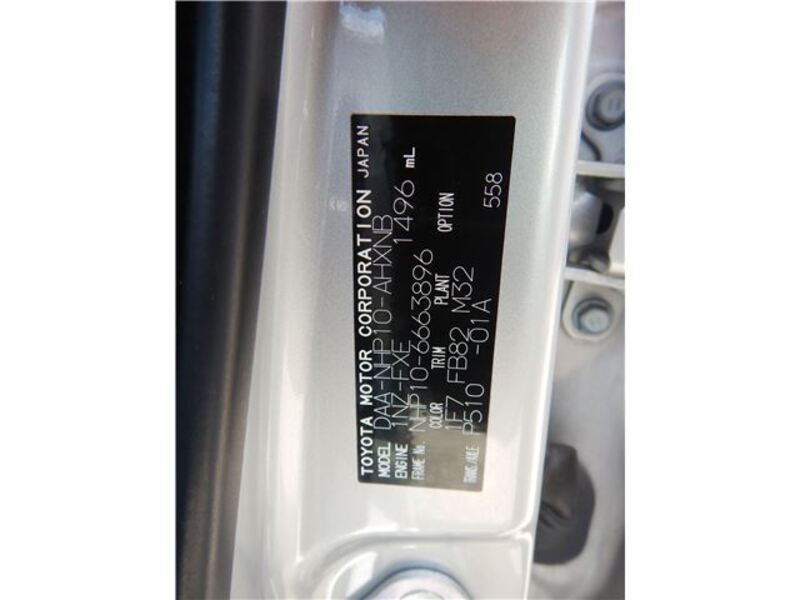 TOYOTA MOTOR CORPORATION JAPAN
MODEL DAA-NHP10-AHXNB
ENGINE 1NZ-FXE 1496 mL
FRAME No. NHP10-6663896
COLOR TRIM PLANT OPTION
1F7 FB82 M32
TRANS/AXLE P510 -01A 558